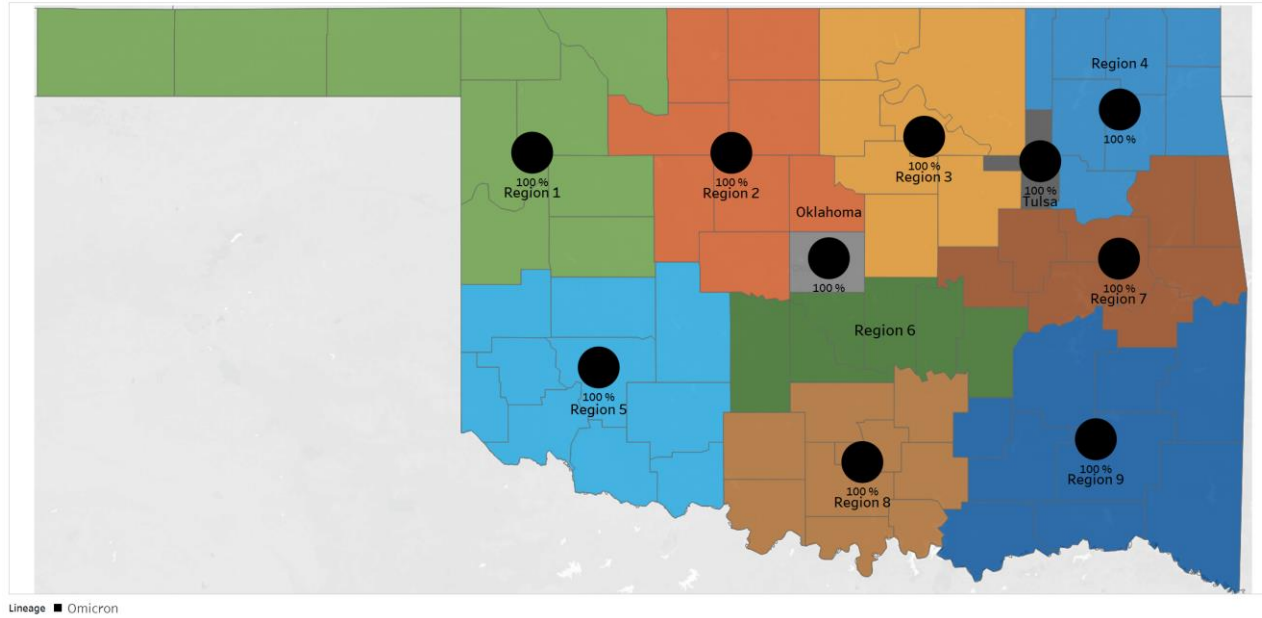 Region 4
100 %
100 %
Region 1
100 %
Region 2
100 %
Region 3
100 %
Tulsa
Oklahoma
100 %
100 %
Region 7
Region 6
100 %
Region 5
100 %
Region 8
100 %
Region 9
Lineage ■ Omicron